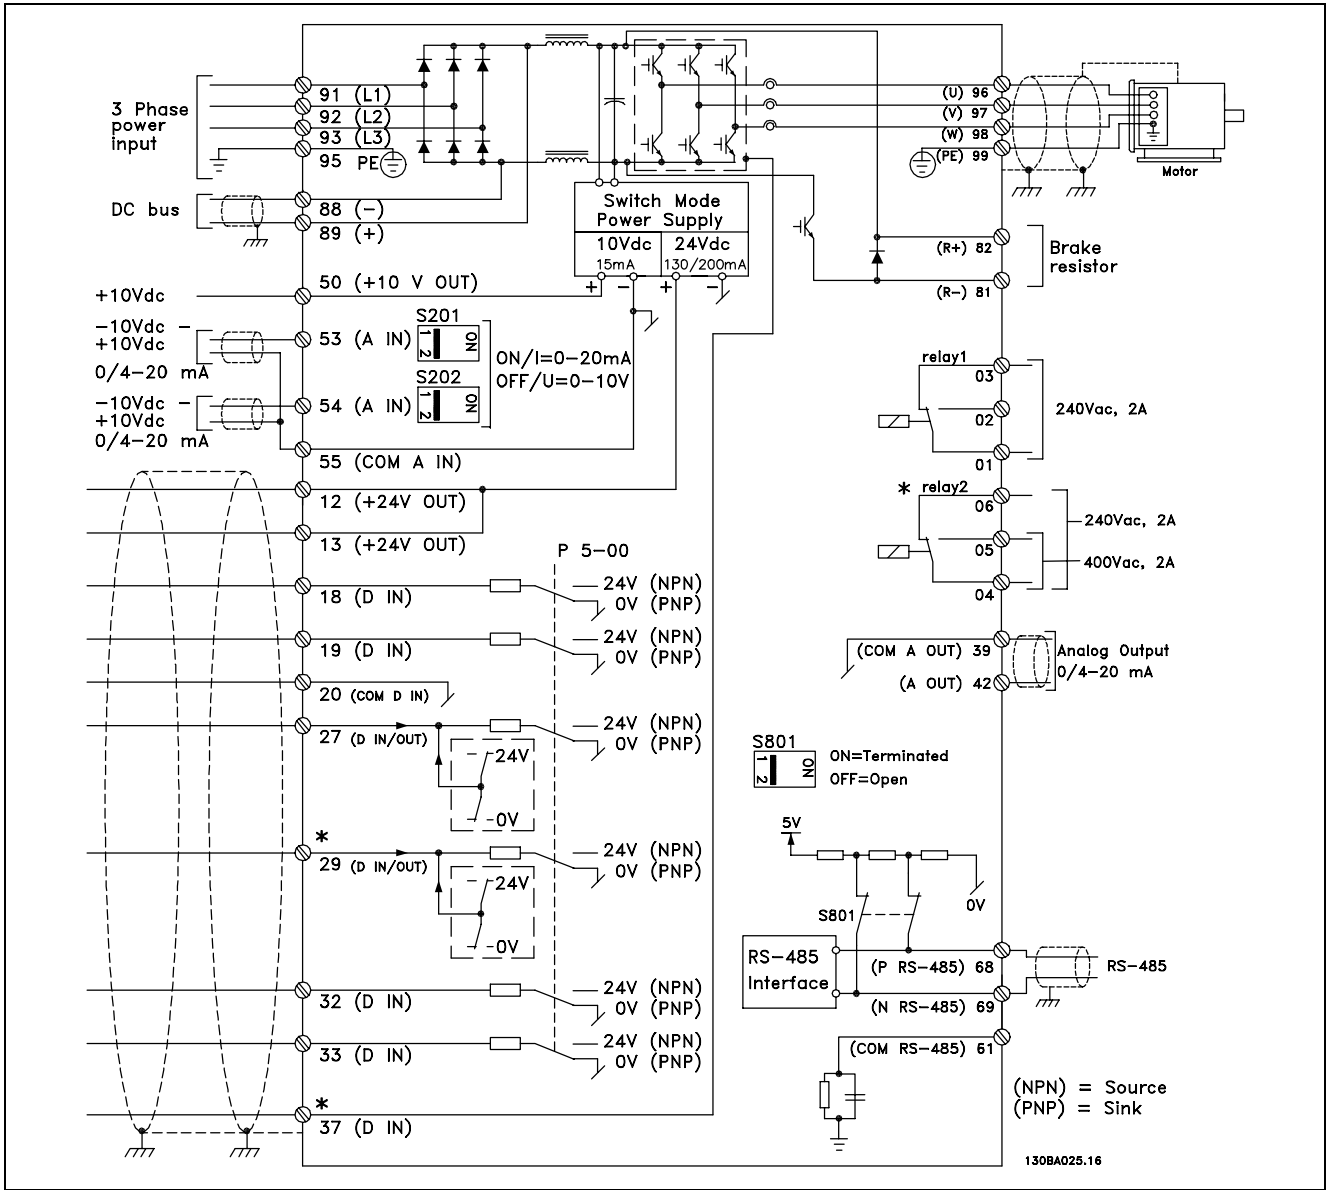 3 Phase
power
input
91 (L1)
92 (L2)
93 (L3)
95 PE
DC bus
88 (−)
89 (+)
+10Vdc
50 (+10 V OUT)
−10Vdc −
+10Vdc
0/4−20 mA
53 (A IN)
S201
1
2
ON
ON/I=0−20mA
OFF/U=0−10V
S202
1
2
ON
−10Vdc −
+10Vdc
0/4−20 mA
54 (A IN)
55 (COM A IN)
12 (+24V OUT)
13 (+24V OUT)
P 5-00
18 (D IN)
24V (NPN)
0V (PNP)
19 (D IN)
24V (NPN)
0V (PNP)
20 (COM D IN)
27 (D IN/OUT)
24V (NPN)
0V (PNP)
24V
0V
*
29 (D IN/OUT)
24V (NPN)
0V (PNP)
24V
0V
32 (D IN)
24V (NPN)
0V (PNP)
33 (D IN)
24V (NPN)
0V (PNP)
*
37 (D IN)
Switch Mode
Power Supply
10Vdc
15mA
24Vdc
130/200mA
+ − + −
(U) 96
(V) 97
(W) 98
(PE) 99
Motor
(R+) 82
(R−) 81
Brake
resistor
relay1
03
02
01
240Vac, 2A
* relay2
06
05
04
240Vac, 2A
400Vac, 2A
(COM A OUT) 39
(A OUT) 42
Analog Output
0/4−20 mA
S801
1
2
ON
ON=Terminated
OFF=Open
5V
S801
0V
RS−485
Interface
(P RS−485) 68
(N RS−485) 69
RS−485
(COM RS−485) 61
(NPN) = Source
(PNP) = Sink
130BA025.16